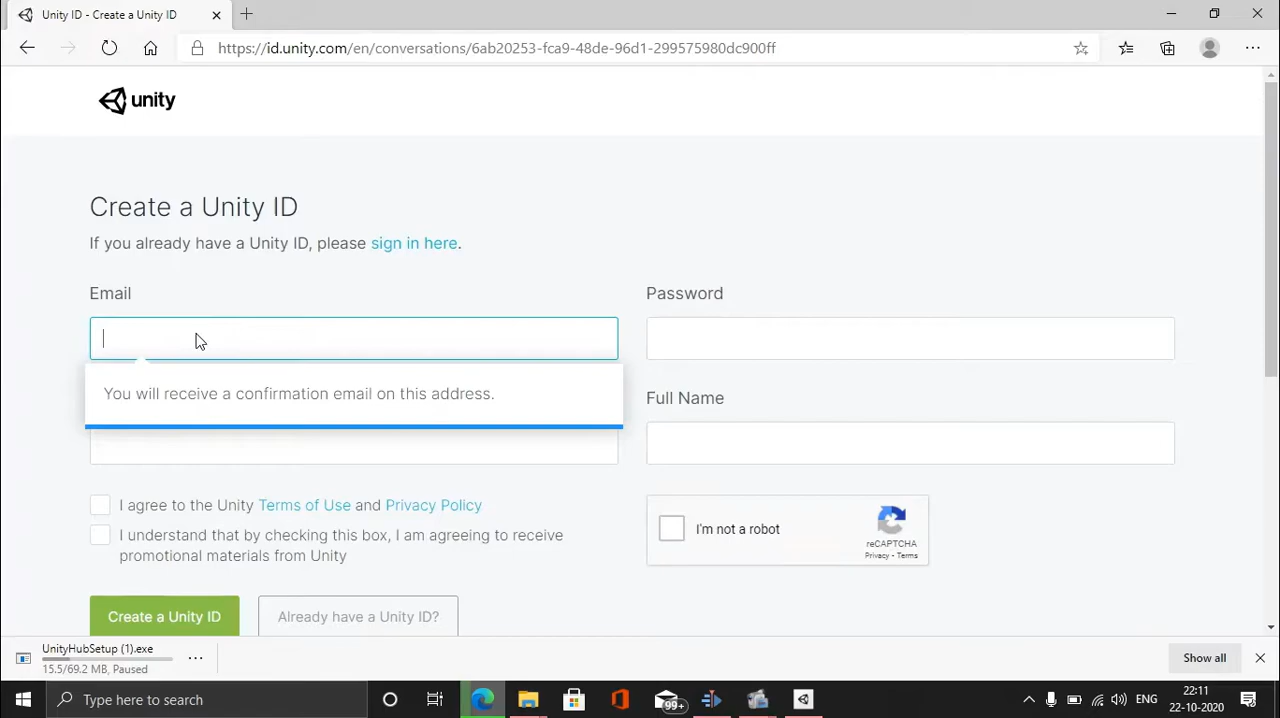 Unity ID - Create a Unity ID
https://id.unity.com/en/conversations/6ab20253-fca9-48de-96d1-299575980dc900ff
unity
Create a Unity ID
If you already have a Unity ID, please sign in here.
Email
Password
You will receive a confirmation email on this address.
Full Name
I agree to the Unity Terms of Use and Privacy Policy
I understand that by checking this box, I am agreeing to receive
promotional materials from Unity
I'm not a robot
reCAPTCHA
Privacy - Terms
Create a Unity ID
Already have a Unity ID?
UnityHubSetup (1).exe
15.5/69.2 MB, Paused
Show all
Type here to search
99+
ENG
22:11
22-10-2020